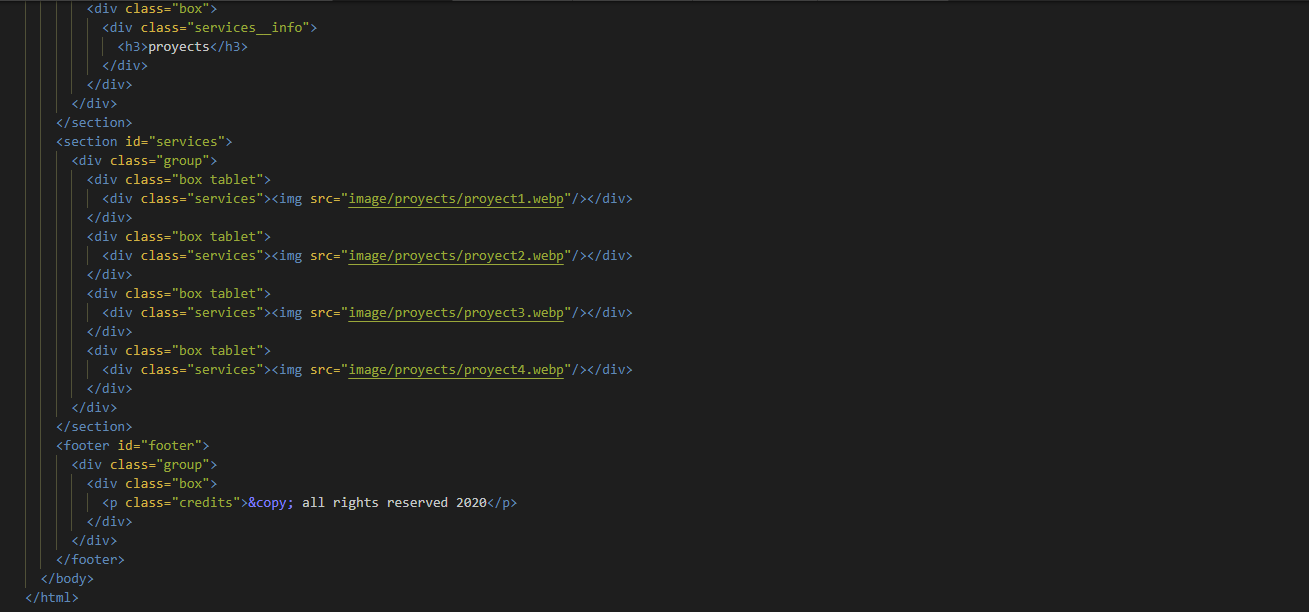 <div class="box">
<div class="services__info">
<h3>proyects</h3>
</div>
</div>
</div>
</section>
<section id="services">
<div class="group">
<div class="box tablet">
<div class="services"><img src="image/proyects/proyect1.webp"/></div>
</div>
<div class="box tablet">
<div class="services"><img src="image/proyects/proyect2.webp"/></div>
</div>
<div class="box tablet">
<div class="services"><img src="image/proyects/proyect3.webp"/></div>
</div>
<div class="box tablet">
<div class="services"><img src="image/proyects/proyect4.webp"/></div>
</div>
</div>
</section>
<footer id="footer">
<div class="group">
<div class="box">
<p class="credits">&copy; all rights reserved 2020</p>
</div>
</div>
</footer>
</body>
</html>